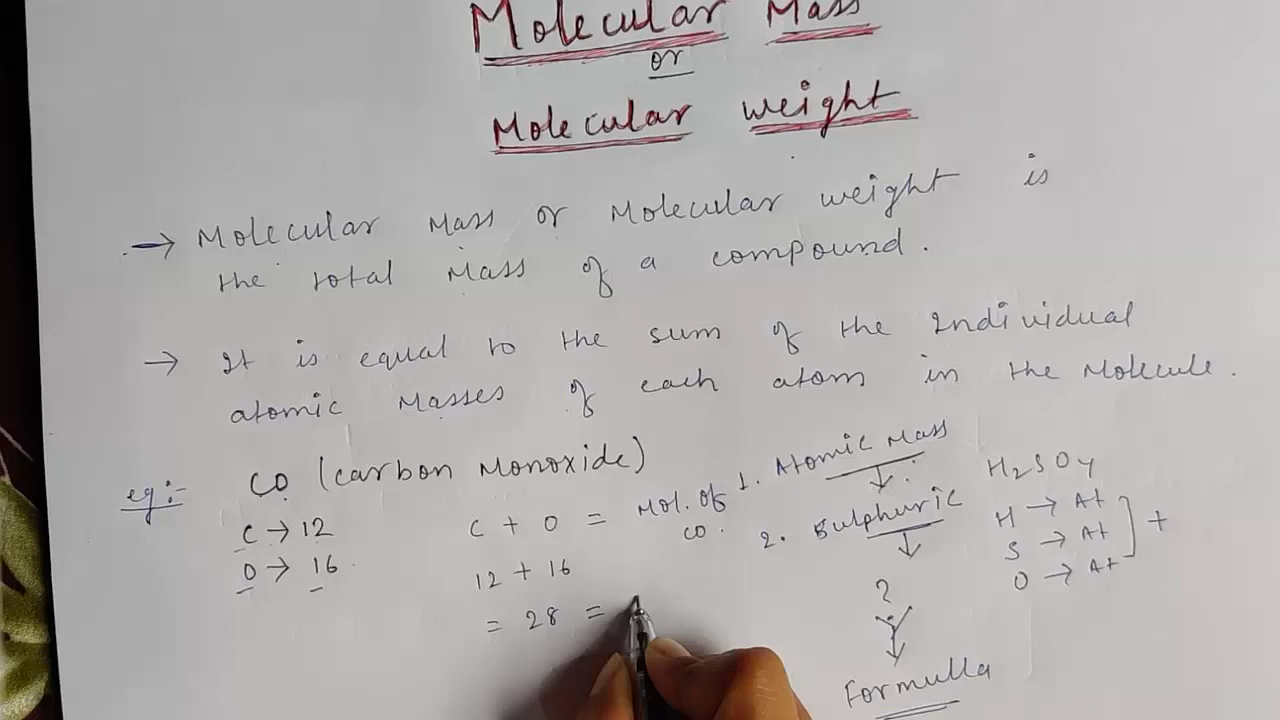 Molecular Mass
or
Molecular weight
→ Molecular Mass or Molecular weight is
the total Mass of a compound.
→ It is equal to the sum of the Individual
atomic Masses of each atom in the Molecule.
eg:- CO (carbon Monoxide)
C → 12
O → 16
C + O = Mol. of CO.
12 + 16
= 28 =
1. Atomic Mass
2. Sulphuric
?
Formulla
H2SO4
H → At
S → At
O → At
+